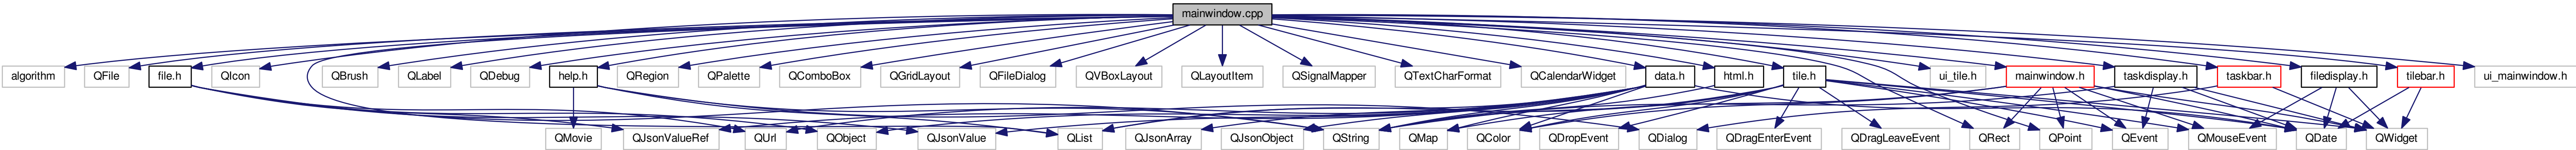 mainwindow.cpp
algorithm
QFile
file.h
QIcon
QBrush
QLabel
QDebug
help.h
QRegion
QPalette
QComboBox
QGridLayout
QFileDialog
QVBoxLayout
QLayoutItem
QSignalMapper
QTextCharFormat
QCalendarWidget
data.h
html.h
tile.h
ui_tile.h
mainwindow.h
taskdisplay.h
taskbar.h
filedisplay.h
tilebar.h
ui_mainwindow.h
QMovie
QJsonValueRef
QUrl
QObject
QJsonValue
QList
QJsonArray
QJsonObject
QString
QMap
QColor
QDropEvent
QDialog
QDragEnterEvent
QDragLeaveEvent
QRect
QPoint
QEvent
QMouseEvent
QDate
QWidget